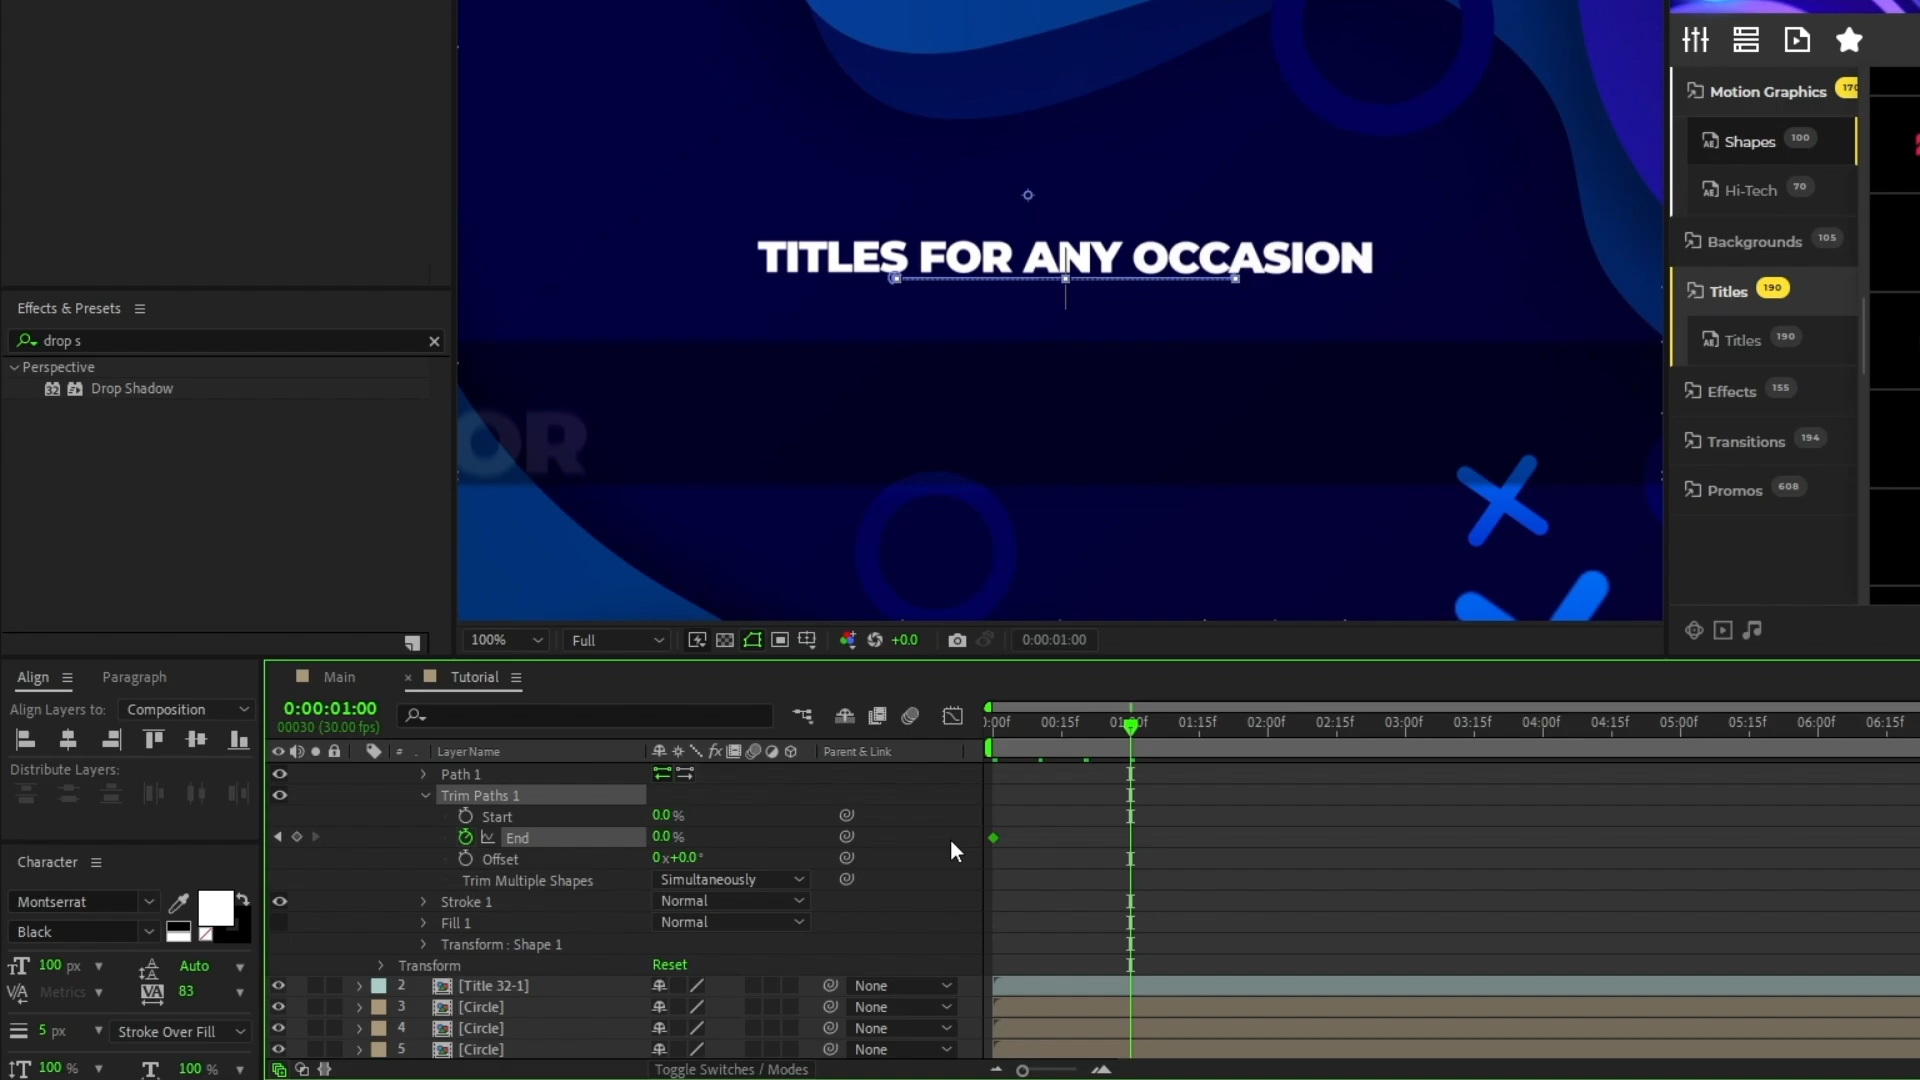 TITLES FOR ANY OCCASION
OR
Motion Graphics 170
Shapes 100
Hi-Tech 70
Backgrounds 105
Titles 190
Titles 190
Effects 155
Transitions 194
Promos 608
Effects & Presets
drop s
Perspective
32 Drop Shadow
100% Full +0.0 0:00:01:00
Align Paragraph
Align Layers to: Composition
Distribute Layers:
Character
Montserrat
Black
100 px Auto
Metrics 83
5 px Stroke Over Fill
100 % 100 %
Main Tutorial
0:00:01:00
00030 (30.00 fps)
00f 00:15f 01:00f 01:15f 02:00f 02:15f 03:00f 03:15f 04:00f 04:15f 05:00f 05:15f 06:00f 06:15f
# Layer Name fx Parent & Link
Path 1
Trim Paths 1
Start 0.0 %
End 0.0 %
Offset 0 x+0.0 °
Trim Multiple Shapes Simultaneously
Stroke 1 Normal
Fill 1 Normal
Transform : Shape 1
Transform Reset
2 [Title 32-1] None
3 [Circle] None
4 [Circle] None
5 [Circle] None
Toggle Switches / Modes